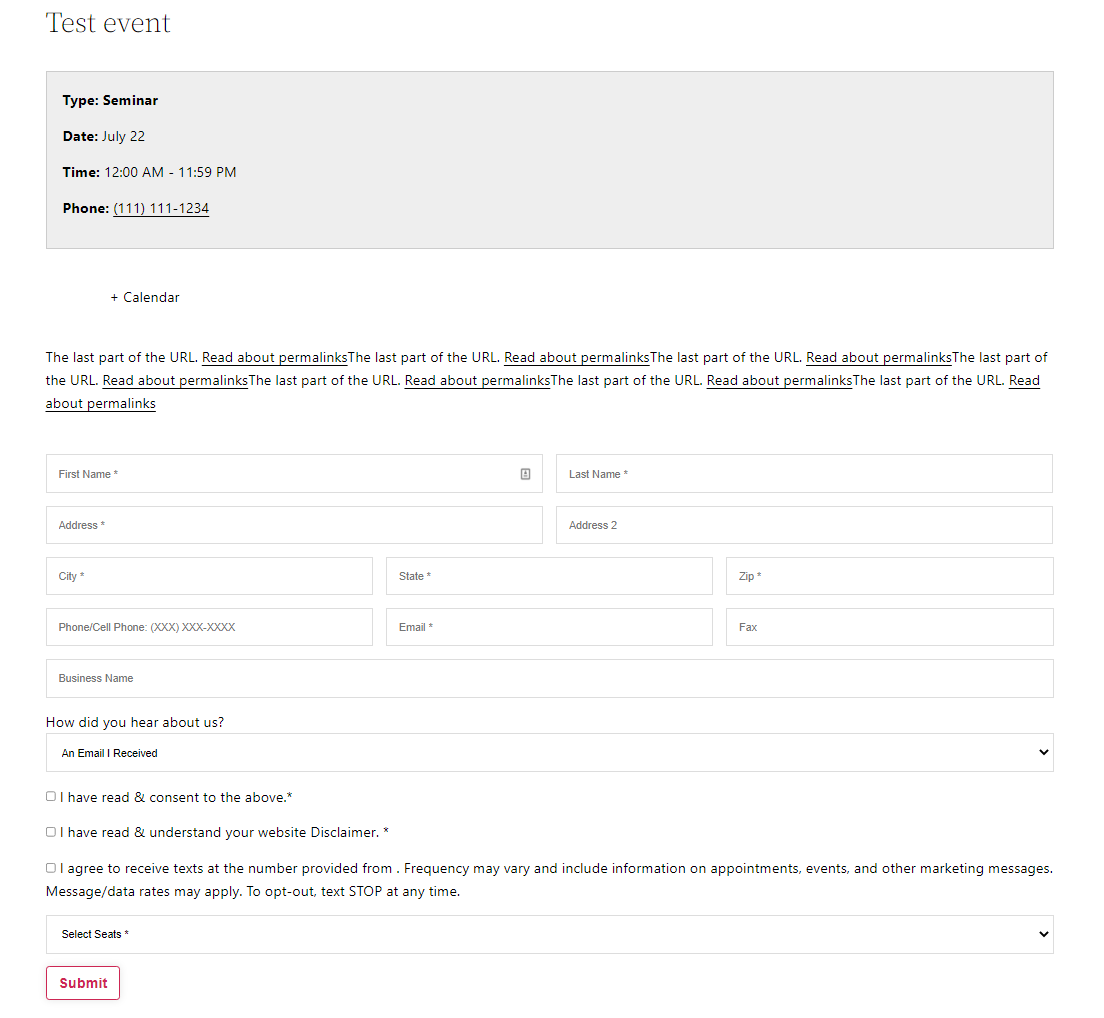 Test event
Type: Seminar
Date: July 22
Time: 12:00 AM - 11:59 PM
Phone: (111) 111-1234
+ Calendar
The last part of the URL. Read about permalinksThe last part of the URL. Read about permalinksThe last part of the URL. Read about permalinksThe last part of
the URL. Read about permalinksThe last part of the URL. Read about permalinksThe last part of the URL. Read about permalinksThe last part of the URL. Read
about permalinks
First Name * Last Name *
Address * Address 2
City * State * Zip *
Phone/Cell Phone: (XXX) XXX-XXXX Email * Fax
Business Name
How did you hear about us?
An Email I Received
I have read & consent to the above.*
I have read & understand your website Disclaimer. *
I agree to receive texts at the number provided from . Frequency may vary and include information on appointments, events, and other marketing messages.
Message/data rates may apply. To opt-out, text STOP at any time.
Select Seats *
Submit